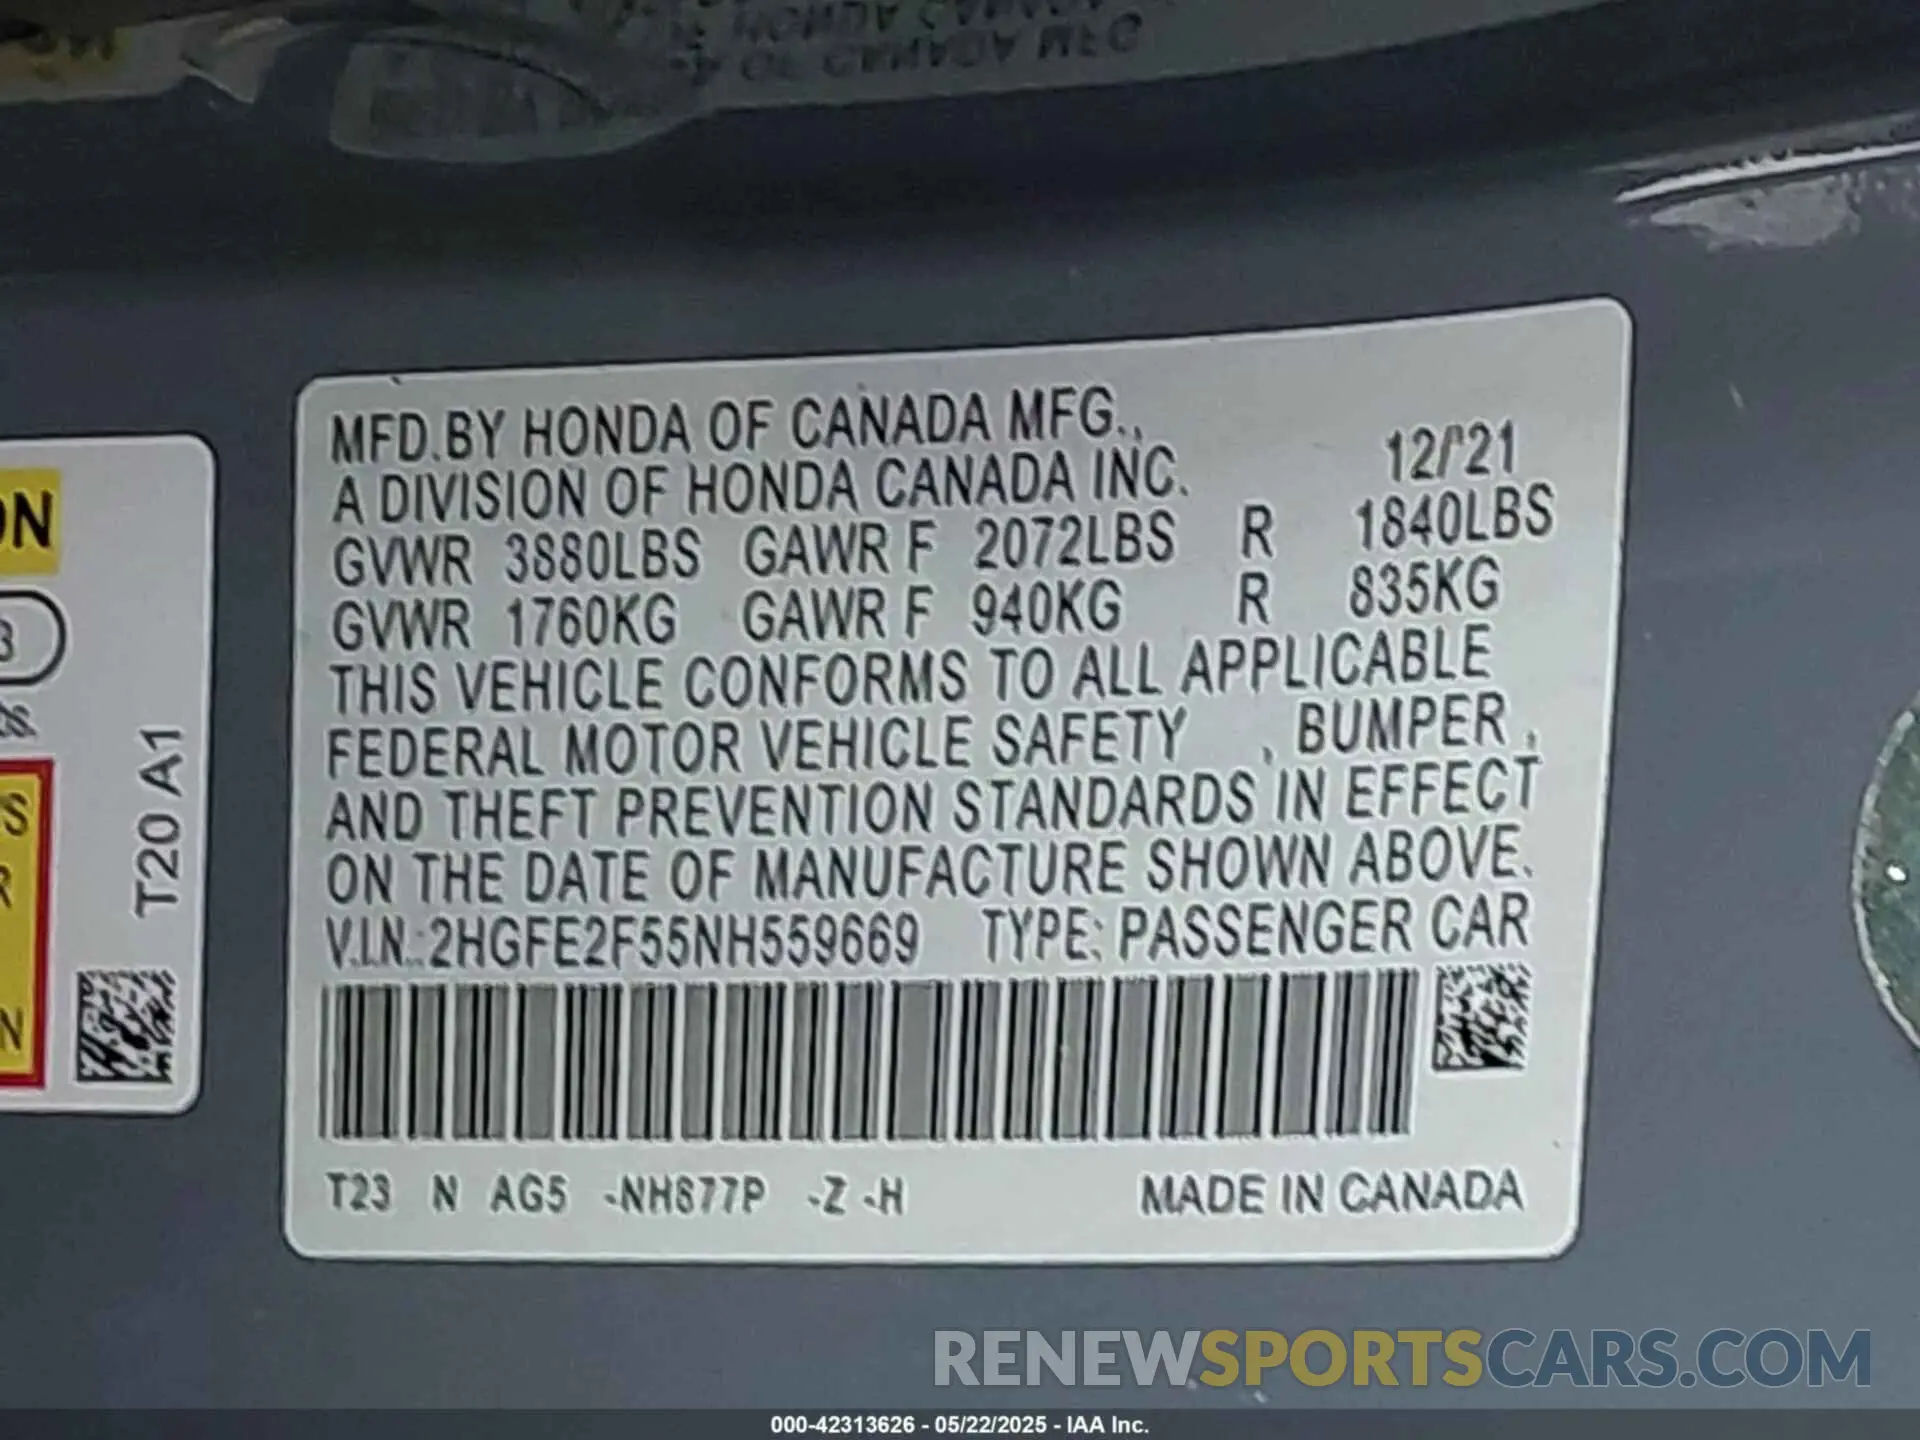 MFD.BY HONDA OF CANADA MFG.,
A DIVISION OF HONDA CANADA INC. 12/'21
GVWR 3880LBS GAWR F 2072LBS R 1840LBS
GVWR 1760KG GAWR F 940KG R 835KG
THIS VEHICLE CONFORMS TO ALL APPLICABLE
FEDERAL MOTOR VEHICLE SAFETY , BUMPER ,
AND THEFT PREVENTION STANDARDS IN EFFECT
ON THE DATE OF MANUFACTURE SHOWN ABOVE.
V.I.N.:2HGFE2F55NH559669 TYPE: PASSENGER CAR
T23 N AG5 -NH877P -Z -H MADE IN CANADA
ON
3
S
R
N
T20 A1
RENEWSPORTSCARS.COM
000-42313626 - 05/22/2025 - IAA Inc.